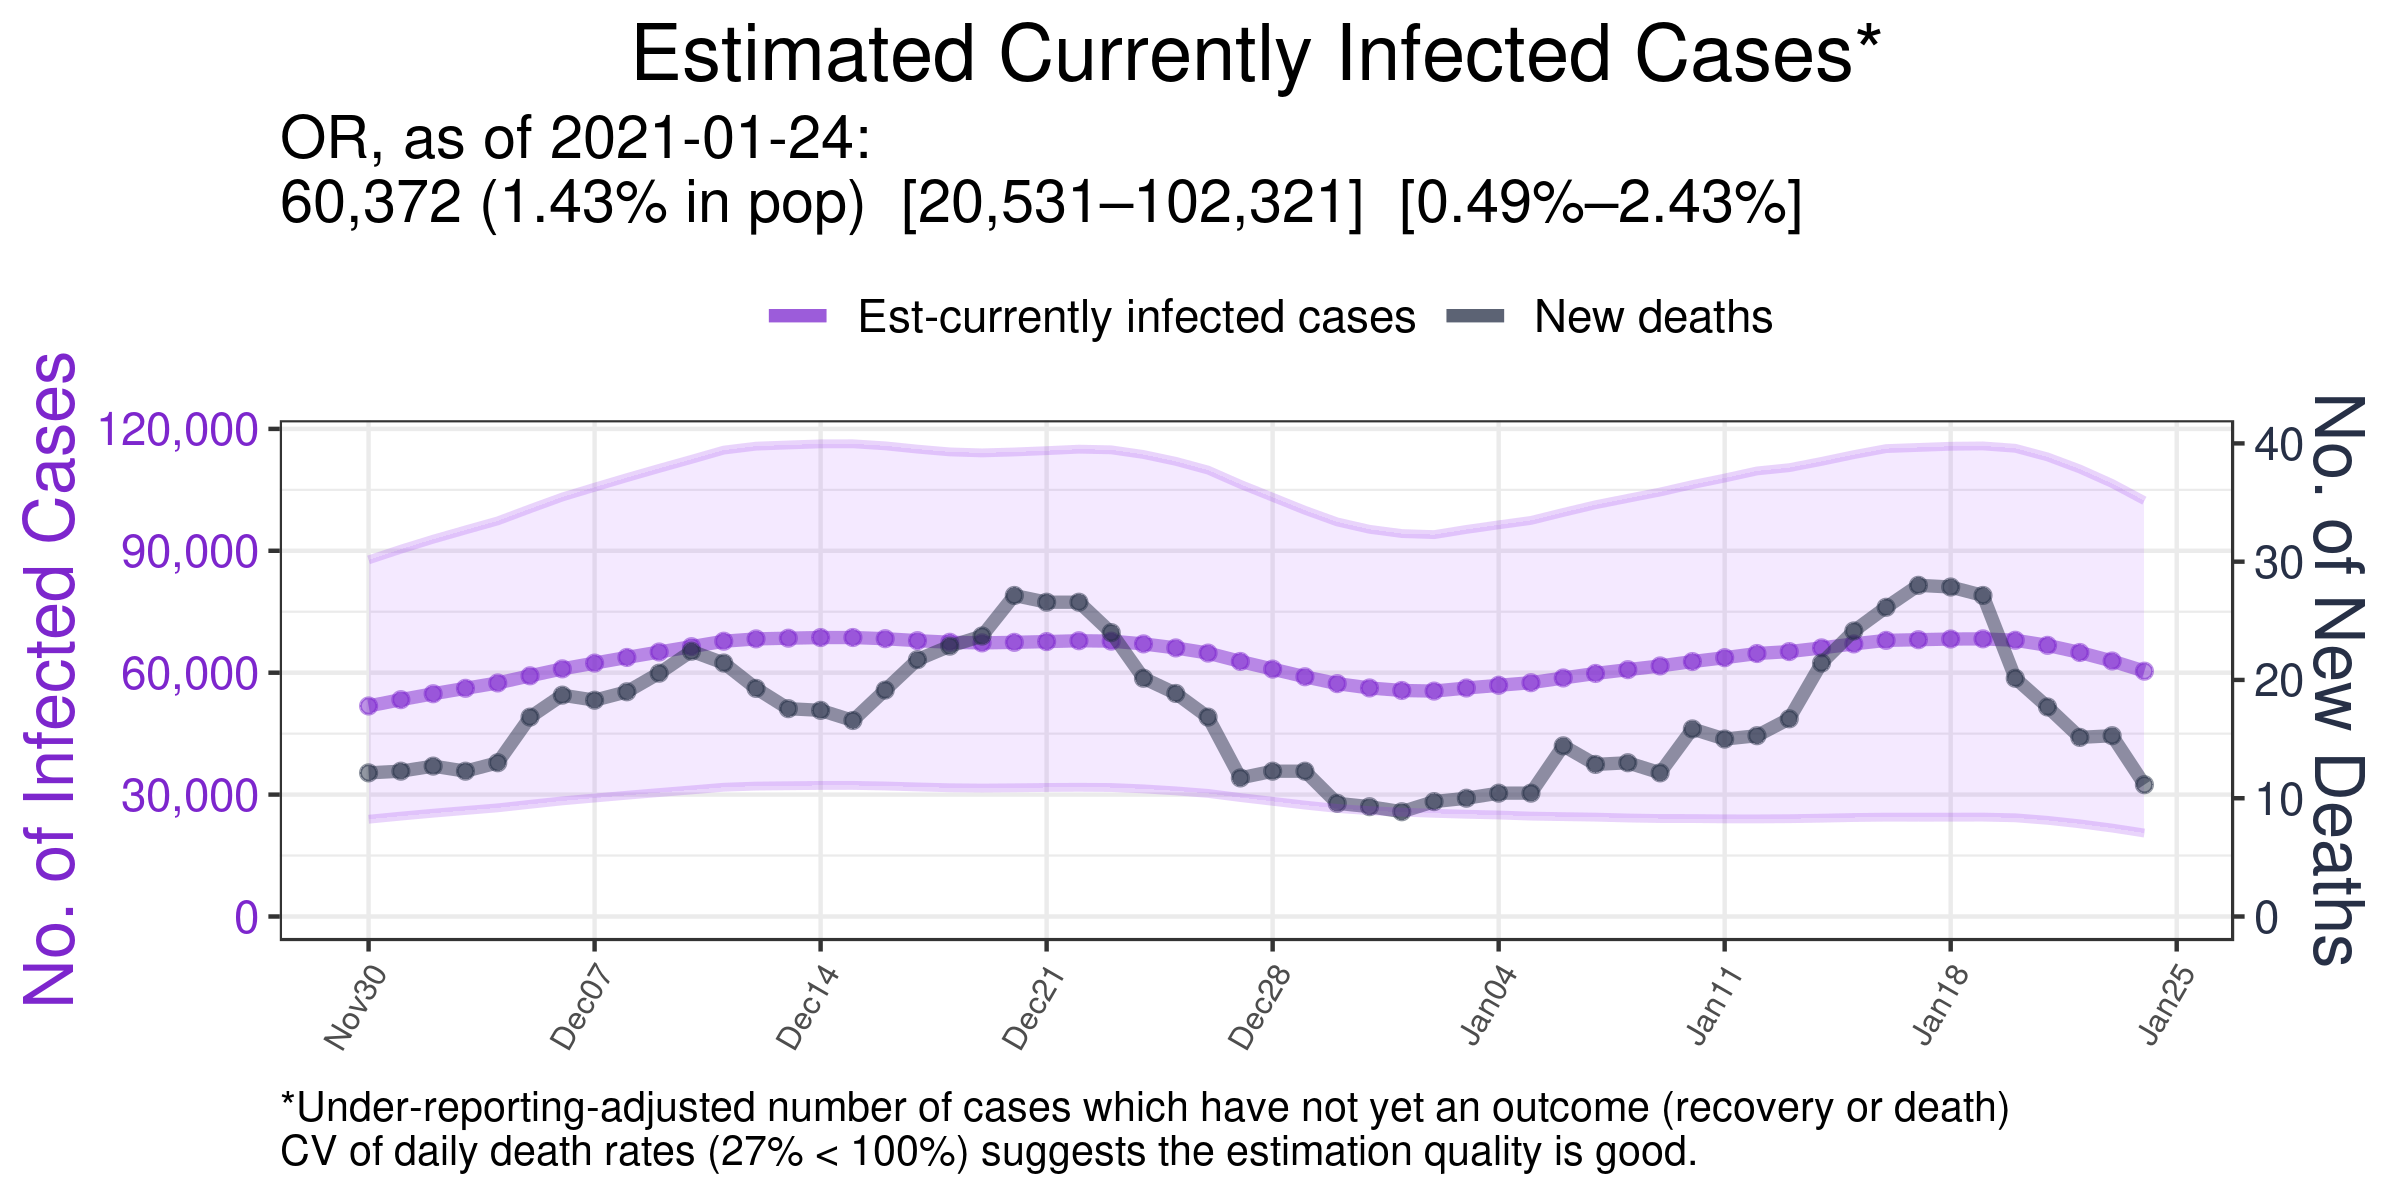 Estimated Currently Infected Cases*
OR, as of 2021-01-24:
60,372 (1.43% in pop)  [20,531–102,321]  [0.49%–2.43%]
Est-currently infected cases
New deaths
No. of Infected Cases
120,000
90,000
60,000
30,000
0
40
30
20
10
0
No. of New Deaths
Nov30
Dec07
Dec14
Dec21
Dec28
Jan04
Jan11
Jan18
Jan25
*Under-reporting-adjusted number of cases which have not yet an outcome (recovery or death)
CV of daily death rates (27% < 100%) suggests the estimation quality is good.